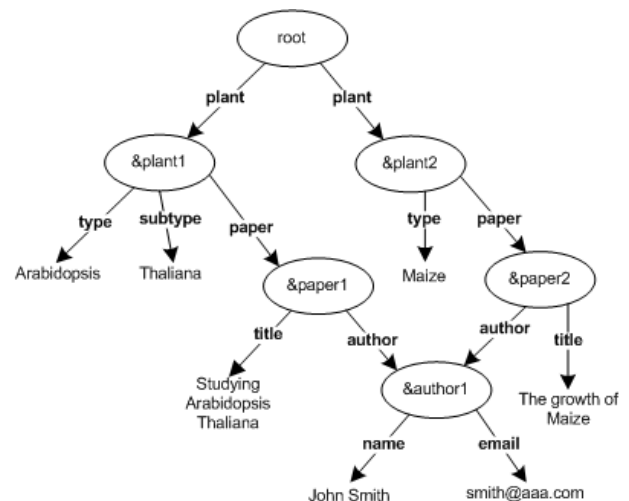 root
plant
plant
&plant1
&plant2
type
subtype
paper
type
paper
Arabidopsis
Thaliana
Maize
&paper1
&paper2
title
author
author
title
Studying
Arabidopsis
Thaliana
&author1
The growth of
Maize
name
email
John Smith
smith@aaa.com